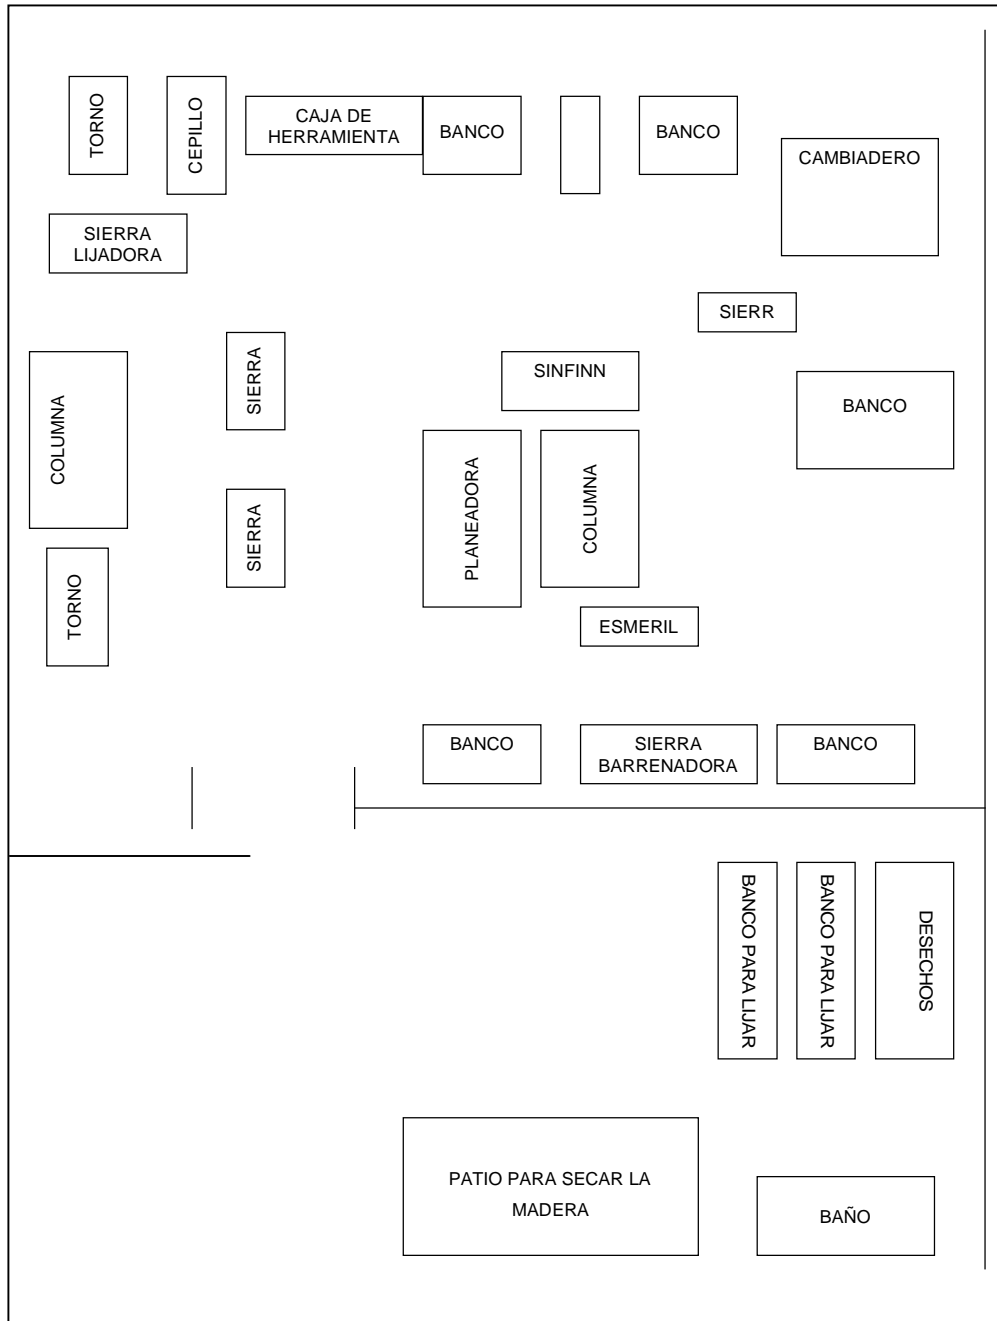 TORNO
CEPILLO
CAJA DE
HERRAMIENTA
BANCO
BANCO
CAMBIADERO
SIERRA
LIJADORA
SIERR
SIERRA
SINFINN
COLUMNA
BANCO
PLANEADORA
COLUMNA
SIERRA
TORNO
ESMERIL
BANCO
SIERRA
BARRENADORA
BANCO
BANCO PARA LIJAR
BANCO PARA LIJAR
DESECHOS
PATIO PARA SECAR LA
MADERA
BAÑO